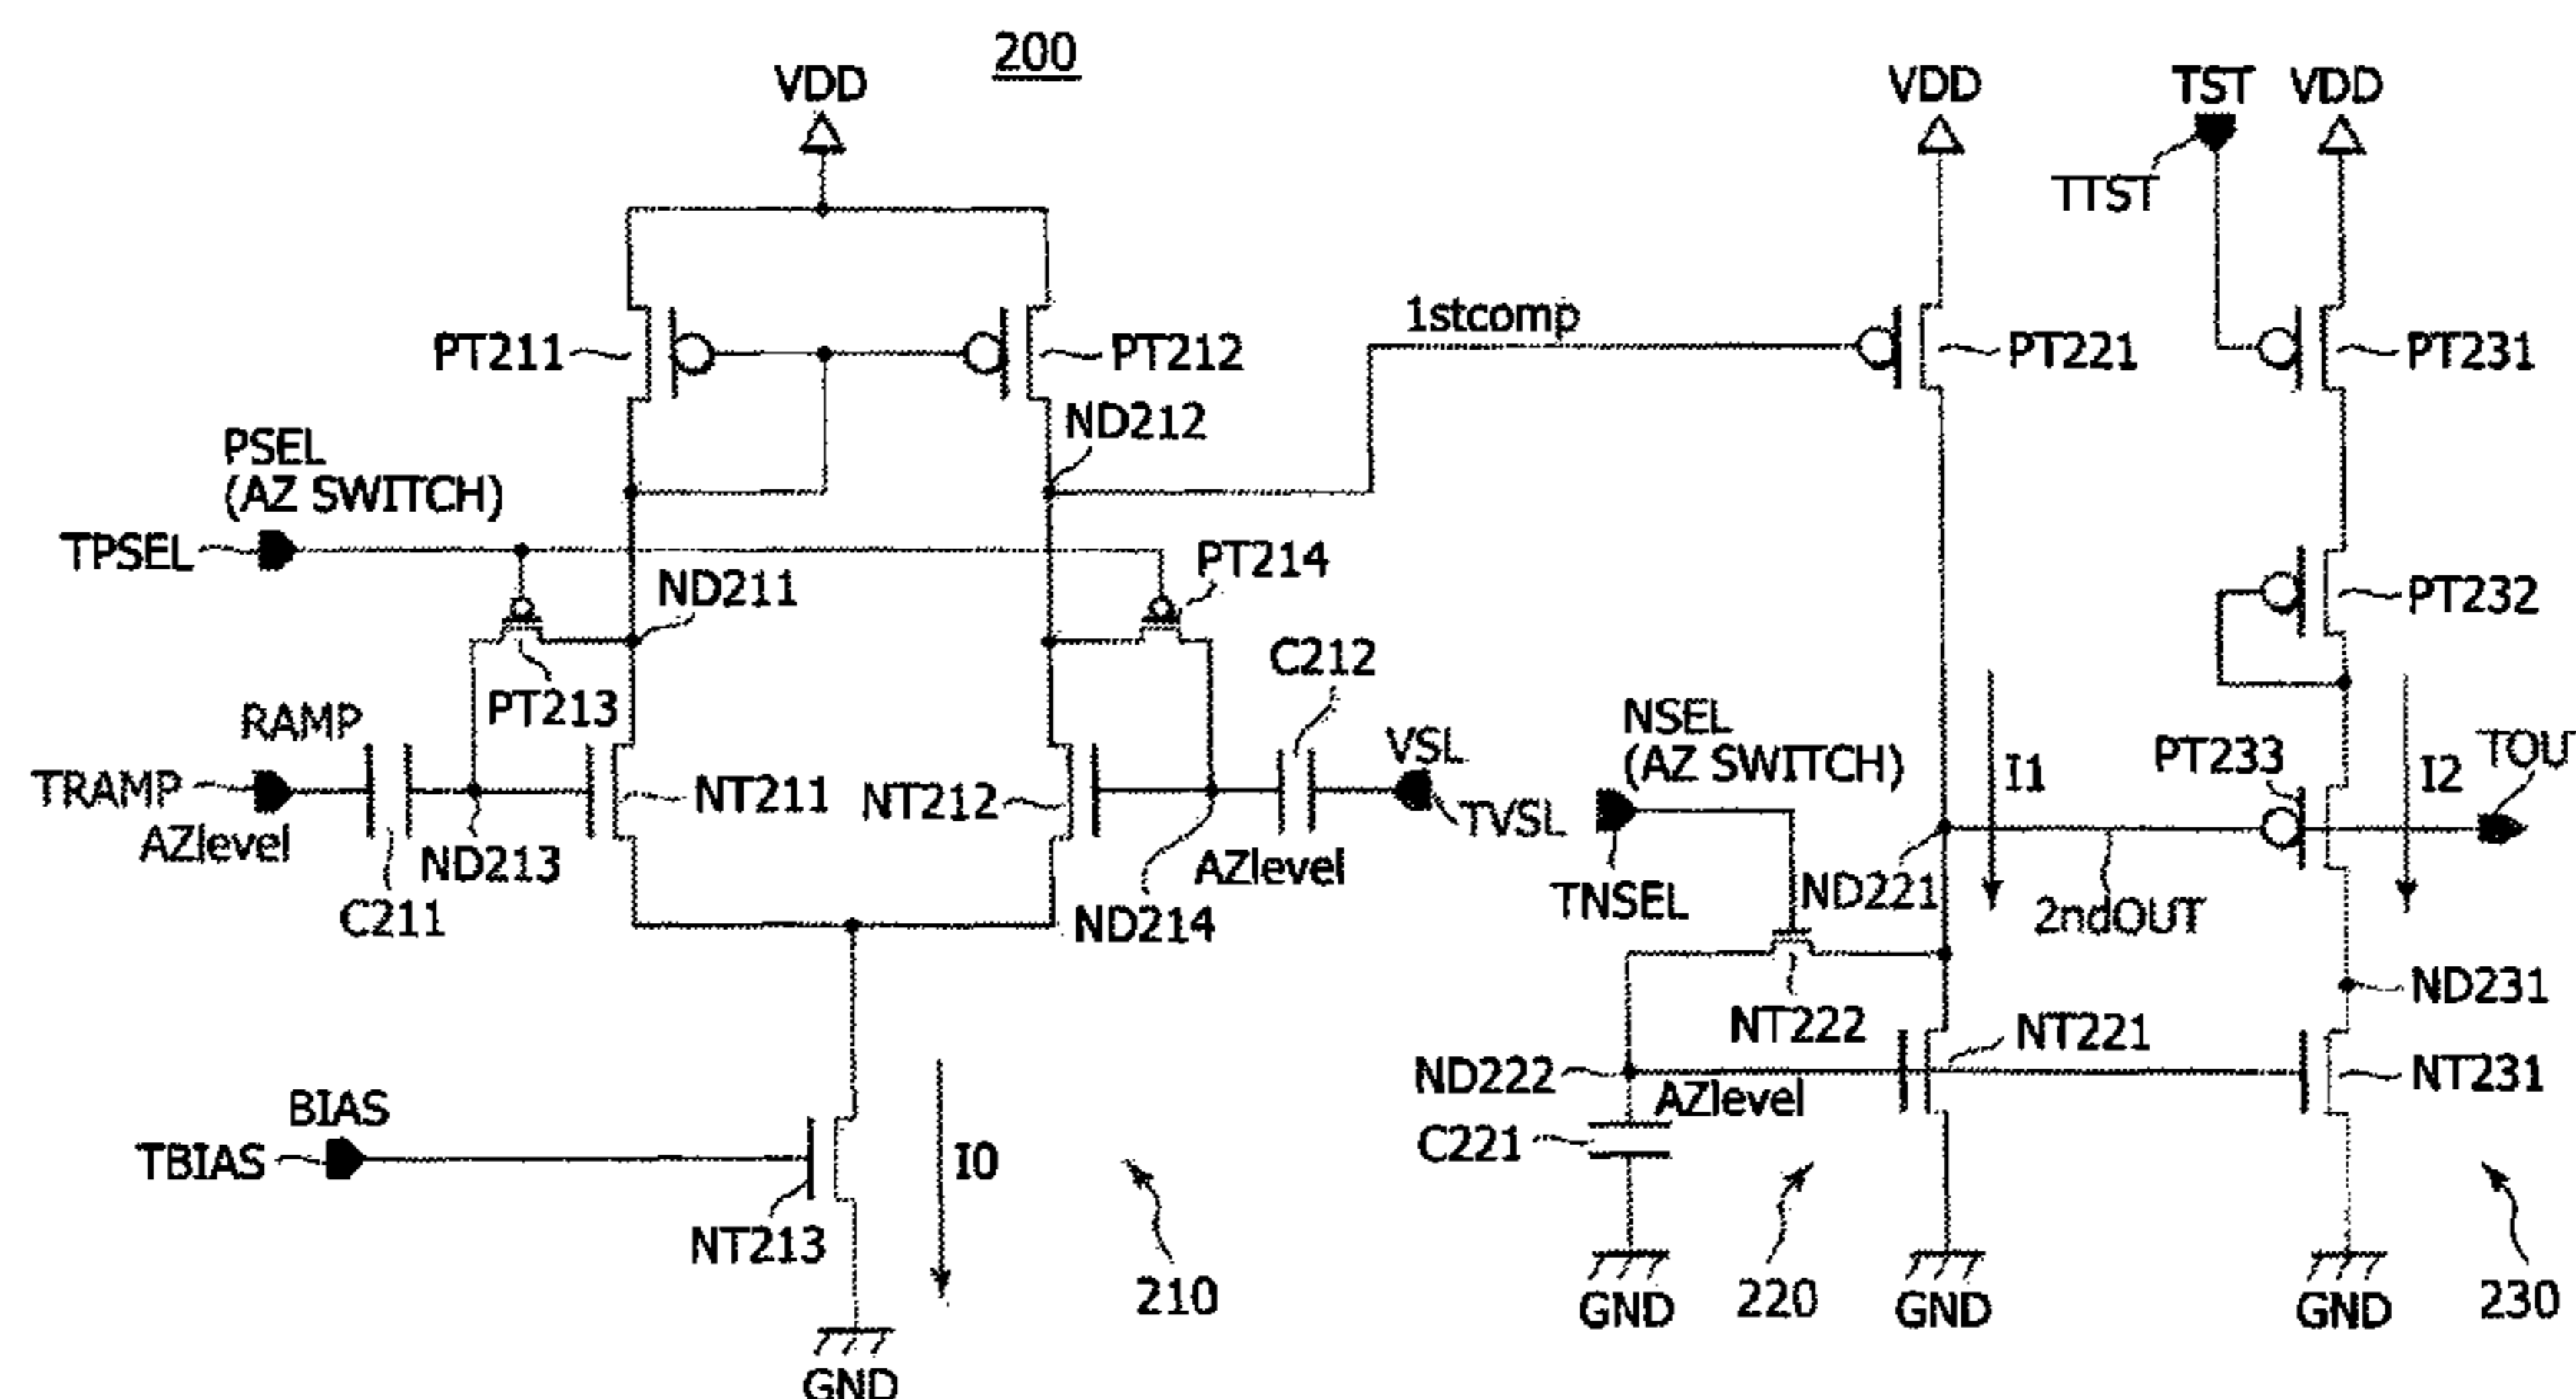 200
VDD
VDD
TST
VDD
TTST
1stcomp
PT211
PT212
PT221
PT231
ND212
PSEL
(AZ SWITCH)
TPSEL
PT214
ND211
PT232
C212
PT213
RAMP
NSEL
(AZ SWITCH)
VSL
PT233
TOUT
I1
I2
TRAMP
NT211
NT212
TVSL
AZlevel
ND213
AZlevel
TNSEL
ND221
C211
ND214
2ndOUT
ND231
NT222
NT221
ND222
AZlevel
NT231
BIAS
C221
TBIAS
I0
NT213
210
220
230
GND
GND
GND
GND